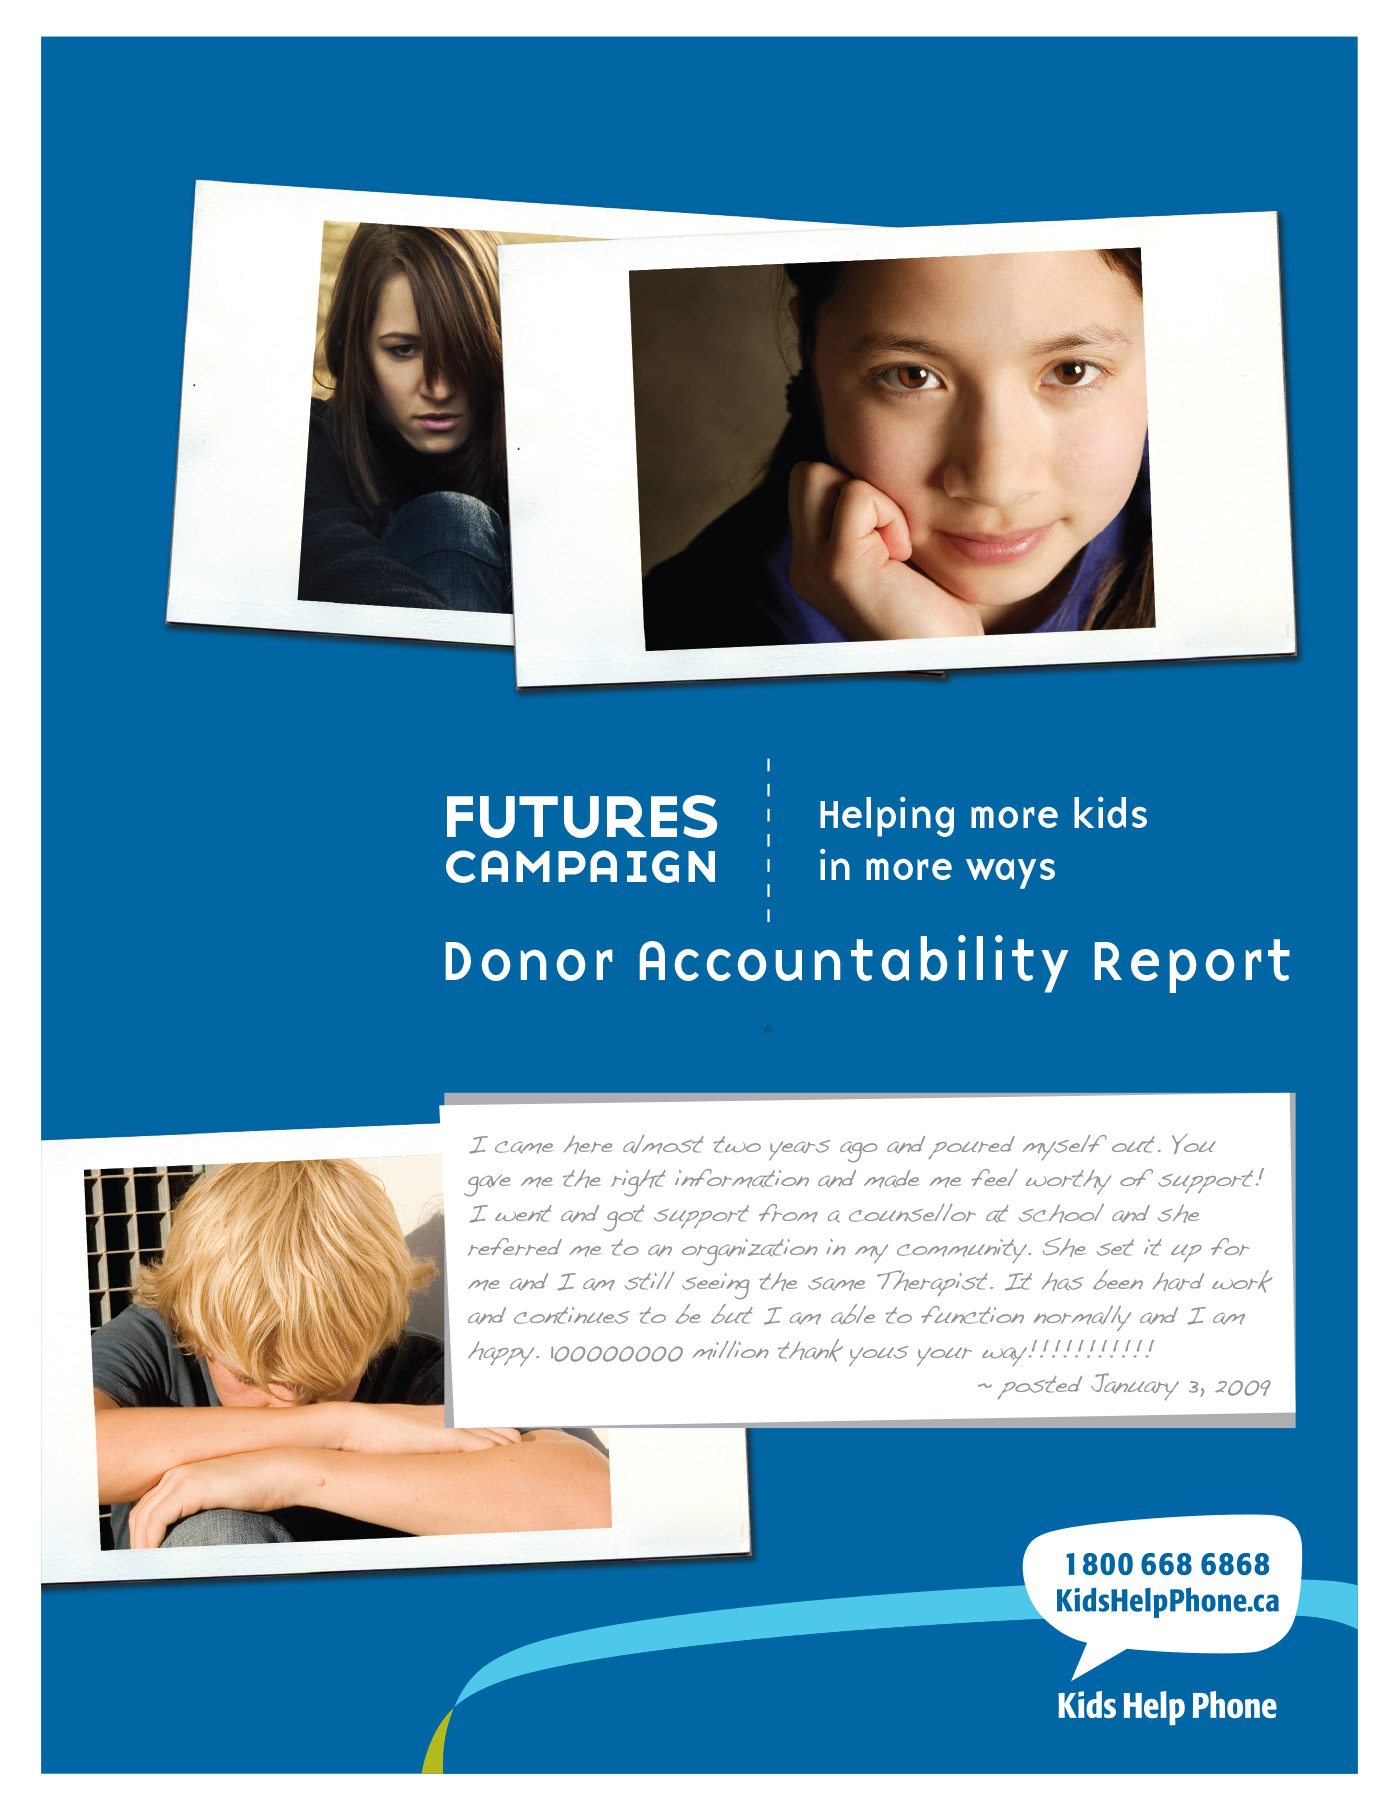 FUTURES
CAMPAIGN
Helping more kids
in more ways
Donor Accountability Report
I came here almost two years ago and poured myself out. You
gave me the right information and made me feel worthy of support!
I went and got support from a counsellor at school and she
referred me to an organization in my community. She set it up for
me and I am still seeing the same Therapist. It has been hard work
and continues to be but I am able to function normally and I am
happy. 100000000 million thank yous your way!!!!!!!!!!!
~ posted January 3, 2009
1 800 668 6868
KidsHelpPhone.ca
Kids Help Phone